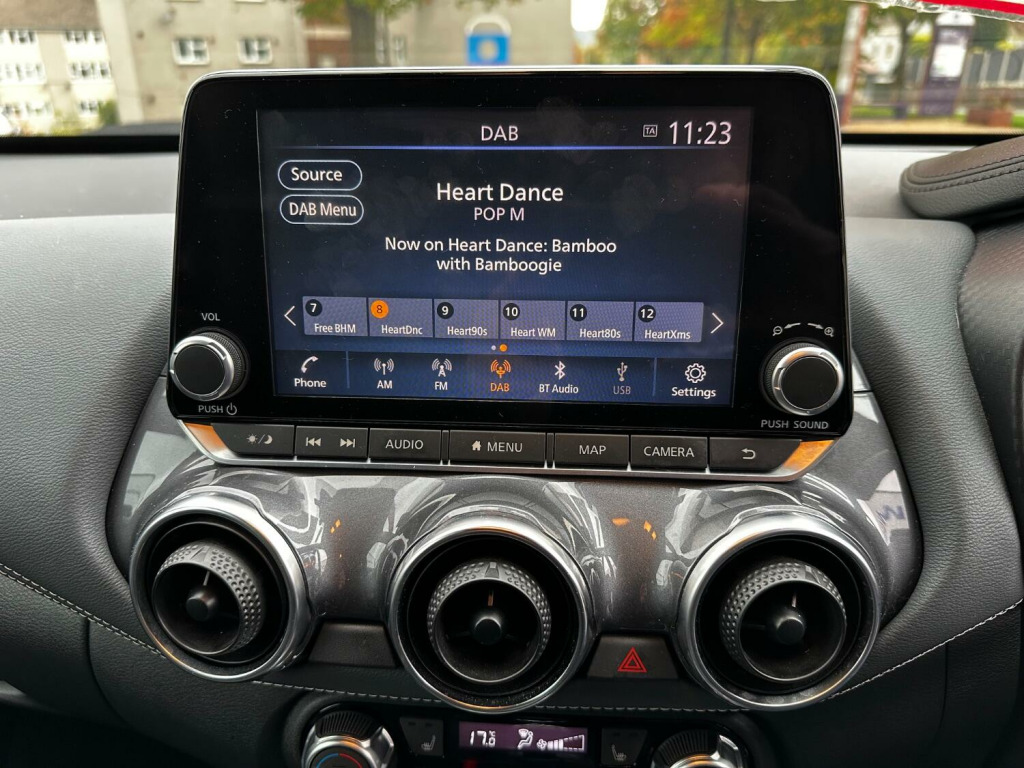 DAB
TA 11:23
Source
DAB Menu
Heart Dance
POP M
Now on Heart Dance: Bamboo
with Bamboogie
7 8 9 10 11 12
Free BHM HeartDnc Heart90s Heart WM Heart80s HeartXms
Phone AM FM DAB BT Audio USB Settings
VOL
PUSH
PUSH SOUND
AUDIO MENU MAP CAMERA
17.5°C